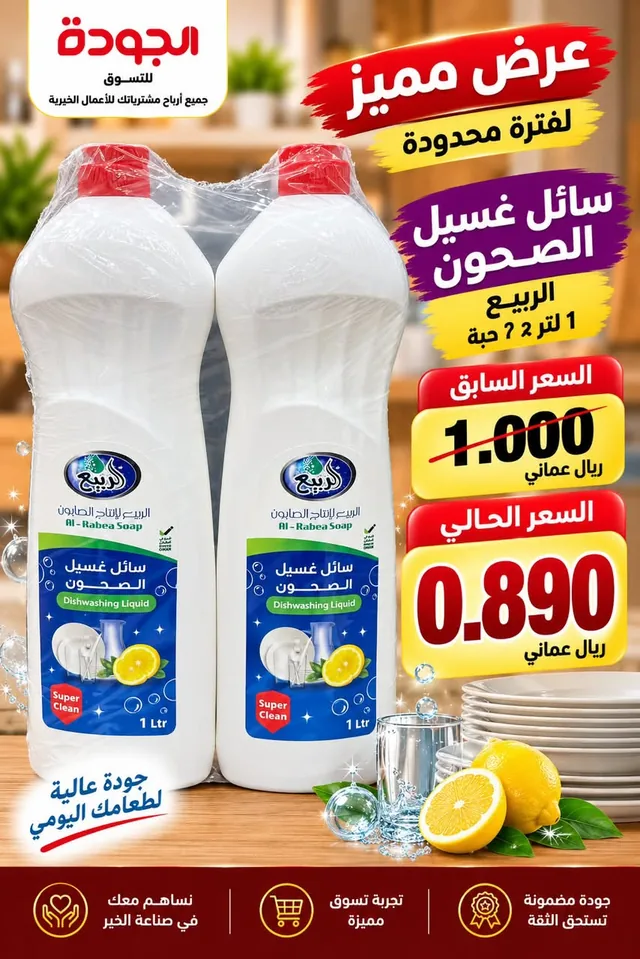 الجودة
للتسوق
جميع أرباح مشترياتك للأعمال الخيرية
عرض مميز
لفترة محدودة
سائل غسيل
الصحون
الربيع
1 لتر ? 2 حبة
السعر السابق
1.000
ريال عماني
السعر الحالي
0.890
ريال عماني
الربيع
الربيع لإنتاج الصابون
Al - Rabea Soap
سائل غسيل
الصحون
Dishwashing Liquid
Super
Clean
1 Ltr
الربيع
الربيع لإنتاج الصابون
Al - Rabea Soap
سائل غسيل
الصحون
Dishwashing Liquid
Super
Clean
1 Ltr
جودة عالية
لطعامك اليومي
جودة مضمونة
تستحق الثقة
تجربة تسوق
مميزة
نساهم معك
في صناعة الخير